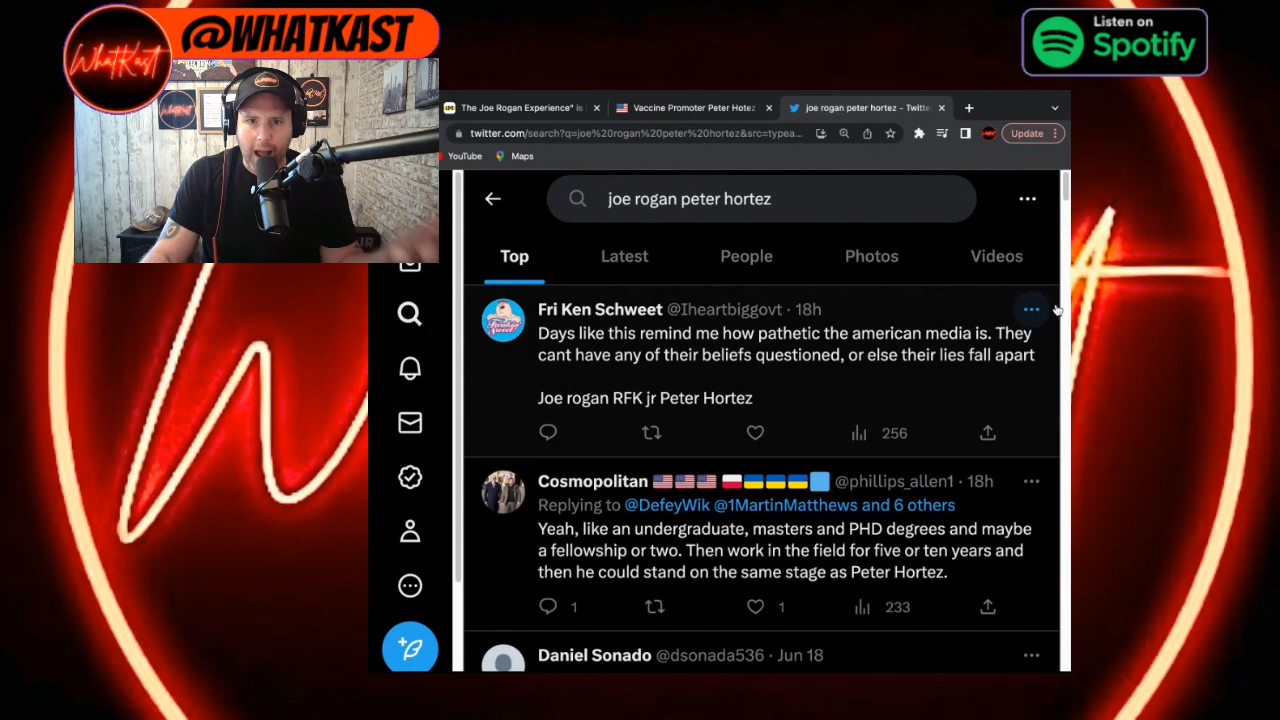 @WHATKAST
WhatKast
Listen on
Spotify
The Joe Rogan Experience" is
Vaccine Promoter Peter Hotez
joe rogan peter hortez - Twitte
twitter.com/search?q=joe%20rogan%20peter%20hortez&src=typea...
Update
YouTube
Maps
joe rogan peter hortez
Top
Latest
People
Photos
Videos
Fri Ken Schweet @Iheartbiggovt · 18h
Days like this remind me how pathetic the american media is. They
cant have any of their beliefs questioned, or else their lies fall apart
Joe rogan RFK jr Peter Hortez
256
Cosmopolitan @phillips_allen1 · 18h
Replying to @DefeyWik @1MartinMatthews and 6 others
Yeah, like an undergraduate, masters and PHD degrees and maybe
a fellowship or two. Then work in the field for five or ten years and
then he could stand on the same stage as Peter Hortez.
1
1
233
Daniel Sonado @dsonada536 · Jun 18